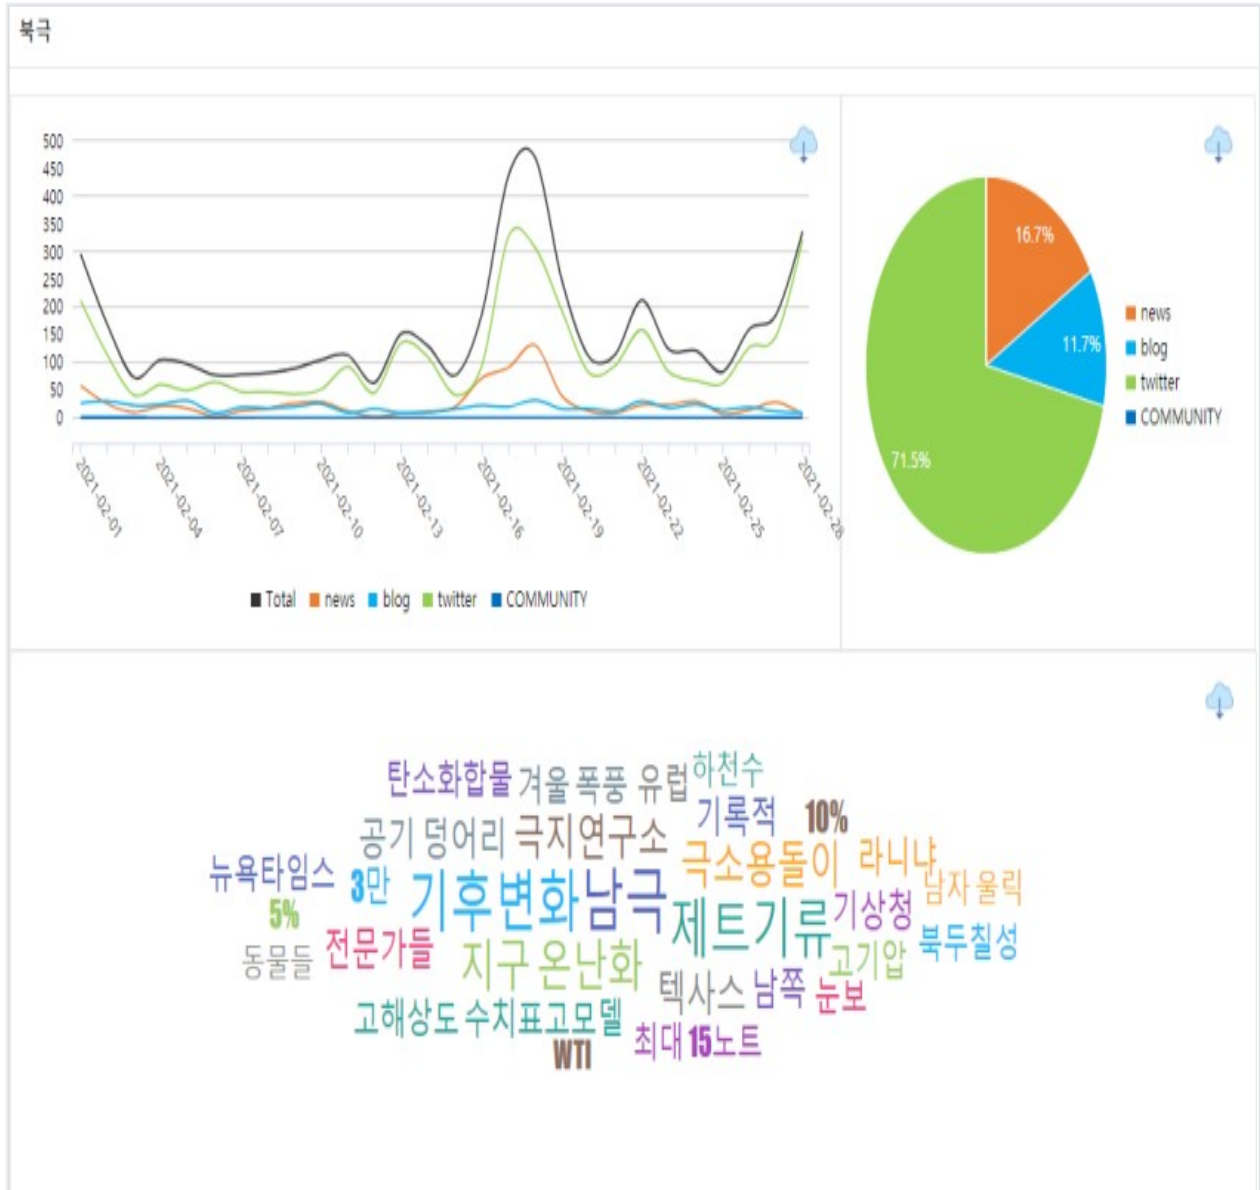 북극
500
450
400
350
300
250
200
150
100
50
0
2021-02-01
2021-02-04
2021-02-07
2021-02-10
2021-02-13
2021-02-16
2021-02-19
2021-02-22
2021-02-25
2021-02-28
Total news blog twitter COMMUNITY
16.7%
11.7%
71.5%
news
blog
twitter
COMMUNITY
탄소화합물 겨울 폭풍 유럽 하천수
기록적 10%
공기 덩어리 극지연구소
극소용돌이 라니냐
뉴욕타임스 3만 기후변화 남극 남자 울릭
5% 제트기류 기상청
동물들 전문가들 지구 온난화 고기압 북두칠성
텍사스 남쪽 눈보
고해상도 수치표고모델
최대 15노트
WTI